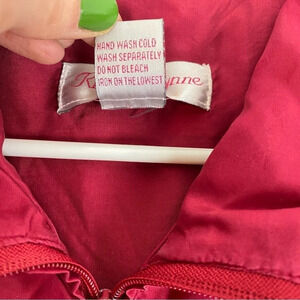 HAND WASH COLD
WASH SEPARATELY
DO NOT BLEACH
IRON ON THE LOWEST